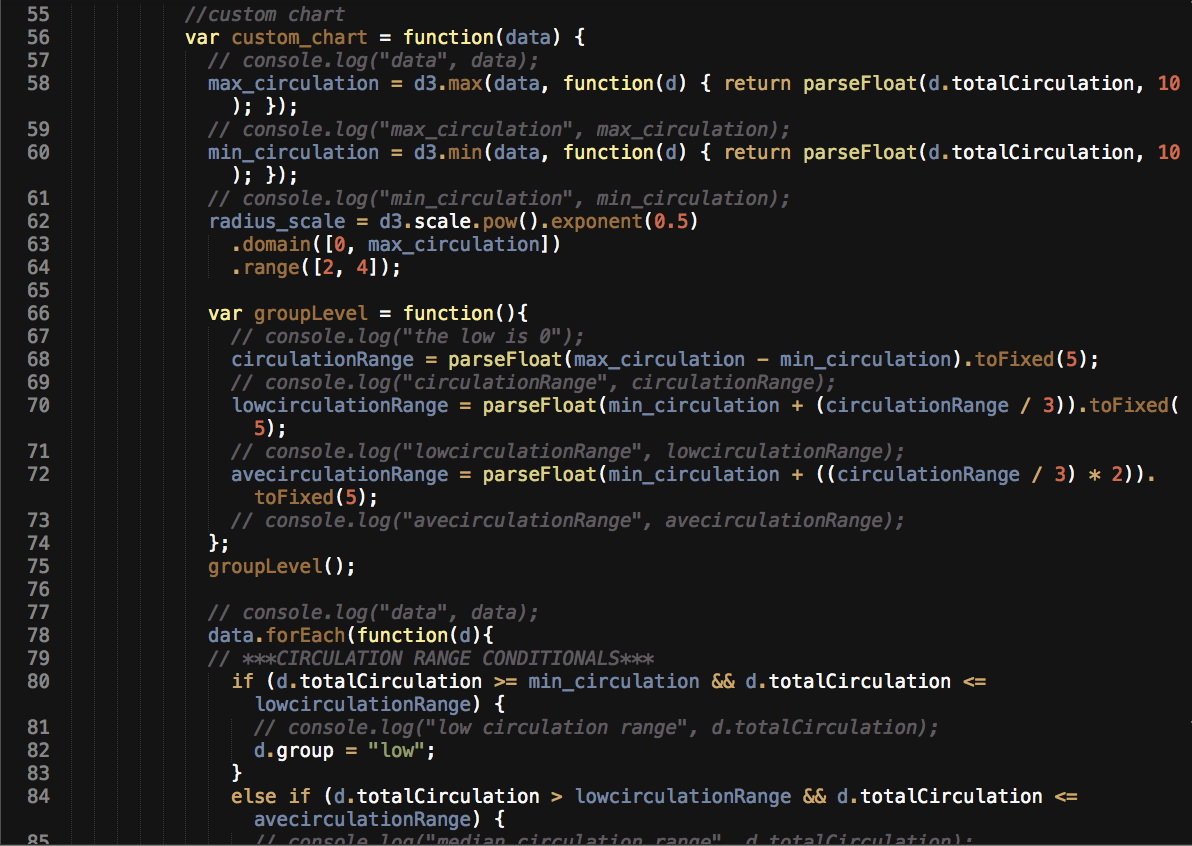 55 //custom chart
56 var custom_chart = function(data) {
57 // console.log("data", data);
58 max_circulation = d3.max(data, function(d) { return parseFloat(d.totalCirculation, 10
); });
59 // console.log("max_circulation", max_circulation);
60 min_circulation = d3.min(data, function(d) { return parseFloat(d.totalCirculation, 10
); });
61 // console.log("min_circulation", min_circulation);
62 radius_scale = d3.scale.pow().exponent(0.5)
63 .domain([0, max_circulation])
64 .range([2, 4]);
65
66 var groupLevel = function(){
67 // console.log("the low is 0");
68 circulationRange = parseFloat(max_circulation - min_circulation).toFixed(5);
69 // console.log("circulationRange", circulationRange);
70 lowcirculationRange = parseFloat(min_circulation + (circulationRange / 3)).toFixed(
5);
71 // console.log("lowcirculationRange", lowcirculationRange);
72 avecirculationRange = parseFloat(min_circulation + ((circulationRange / 3) * 2)).
toFixed(5);
73 // console.log("avecirculationRange", avecirculationRange);
74 };
75 groupLevel();
76
77 // console.log("data", data);
78 data.forEach(function(d){
79 // ***CIRCULATION RANGE CONDITIONALS***
80 if (d.totalCirculation >= min_circulation && d.totalCirculation <=
lowcirculationRange) {
81 // console.log("low circulation range", d.totalCirculation);
82 d.group = "low";
83 }
84 else if (d.totalCirculation > lowcirculationRange && d.totalCirculation <=
avecirculationRange) {
85 // console.log("median circulation range", d.totalCirculation);